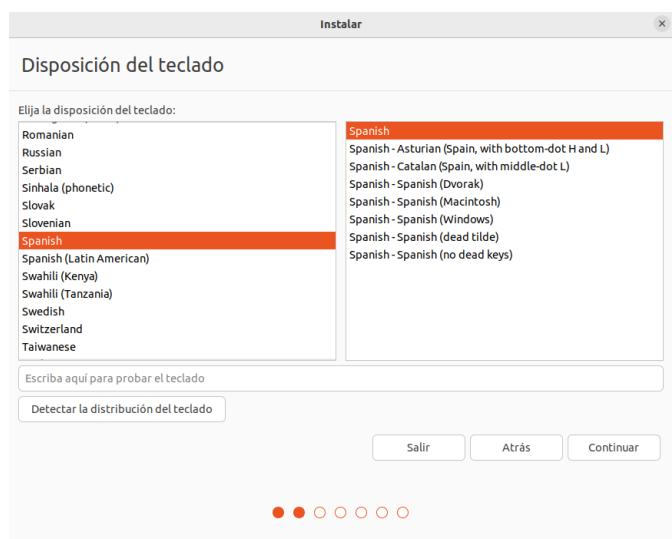 Instalar
Disposición del teclado
Elija la disposición del teclado:
Romanian
Russian
Serbian
Sinhala (phonetic)
Slovak
Slovenian
Spanish
Spanish (Latin American)
Swahili (Kenya)
Swahili (Tanzania)
Swedish
Switzerland
Taiwanese
Spanish
Spanish - Asturian (Spain, with bottom-dot H and L)
Spanish - Catalan (Spain, with middle-dot L)
Spanish - Spanish (Dvorak)
Spanish - Spanish (Macintosh)
Spanish - Spanish (Windows)
Spanish - Spanish (dead tilde)
Spanish - Spanish (no dead keys)
Escriba aquí para probar el teclado
Detectar la distribución del teclado
Salir
Atrás
Continuar